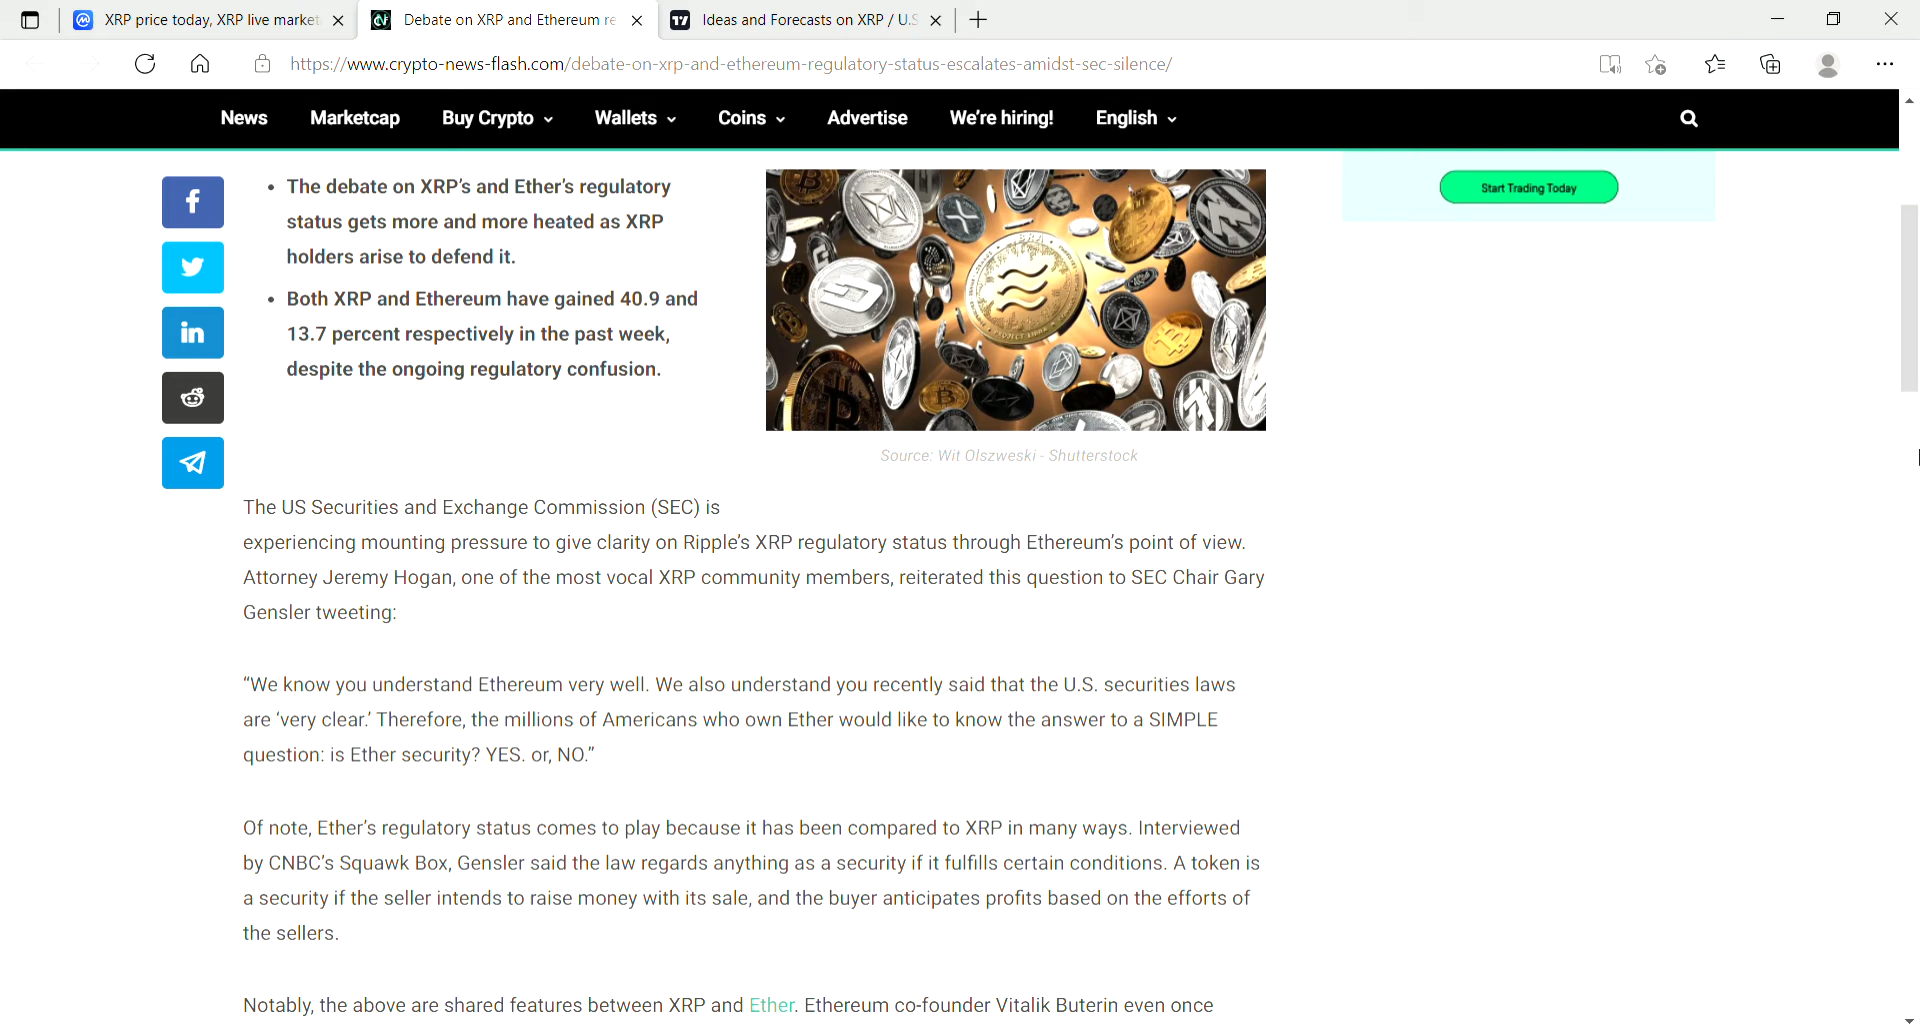 XRP price today, XRP live market
Debate on XRP and Ethereum re
Ideas and Forecasts on XRP / U.S
https://www.crypto-news-flash.com/debate-on-xrp-and-ethereum-regulatory-status-escalates-amidst-sec-silence/
News Marketcap Buy Crypto Wallets Coins Advertise We're hiring! English
• The debate on XRP's and Ether's regulatory
status gets more and more heated as XRP
holders arise to defend it.
• Both XRP and Ethereum have gained 40.9 and
13.7 percent respectively in the past week,
despite the ongoing regulatory confusion.
Start Trading Today
Source: Wit Olszweski - Shutterstock
The US Securities and Exchange Commission (SEC) is
experiencing mounting pressure to give clarity on Ripple's XRP regulatory status through Ethereum's point of view.
Attorney Jeremy Hogan, one of the most vocal XRP community members, reiterated this question to SEC Chair Gary
Gensler tweeting:
“We know you understand Ethereum very well. We also understand you recently said that the U.S. securities laws
are ‘very clear.’ Therefore, the millions of Americans who own Ether would like to know the answer to a SIMPLE
question: is Ether security? YES. or, NO.”
Of note, Ether's regulatory status comes to play because it has been compared to XRP in many ways. Interviewed
by CNBC's Squawk Box, Gensler said the law regards anything as a security if it fulfills certain conditions. A token is
a security if the seller intends to raise money with its sale, and the buyer anticipates profits based on the efforts of
the sellers.
Notably, the above are shared features between XRP and Ether. Ethereum co-founder Vitalik Buterin even once